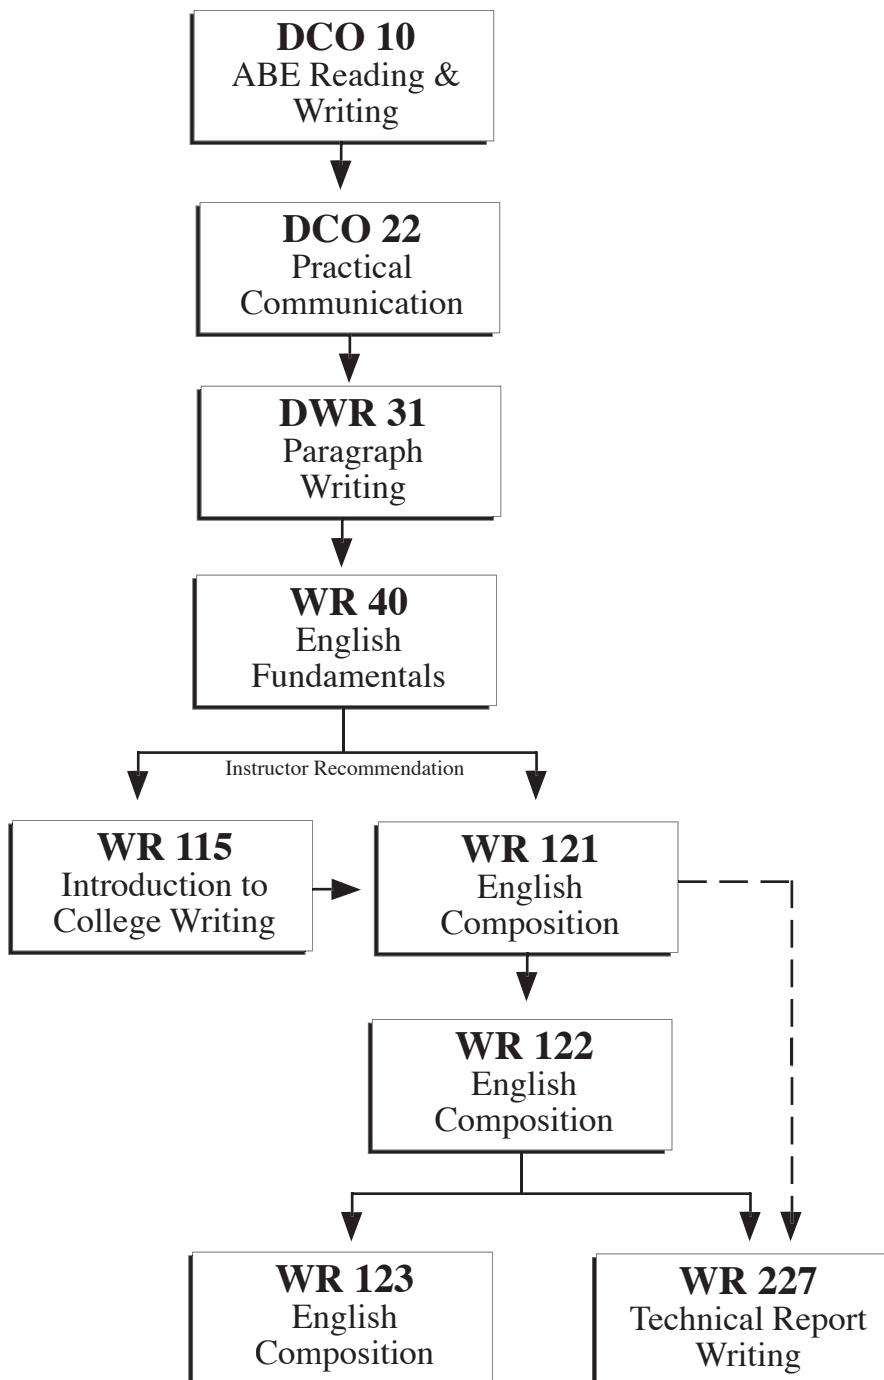 DCO 10
ABE Reading &
Writing
DCO 22
Practical
Communication
DWR 31
Paragraph
Writing
WR 40
English
Fundamentals
Instructor Recommendation
WR 115
Introduction to
College Writing
WR 121
English
Composition
WR 122
English
Composition
WR 123
English
Composition
WR 227
Technical Report
Writing